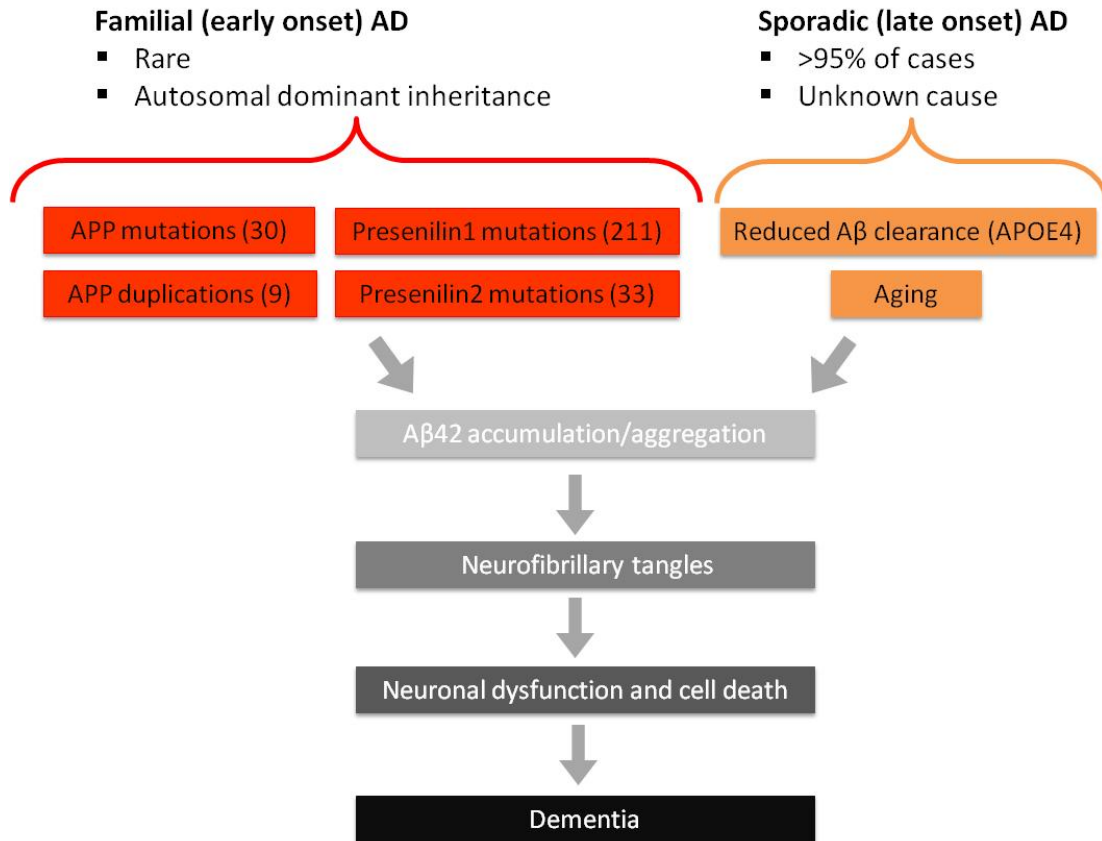 Familial (early onset) AD
▪ Rare
▪ Autosomal dominant inheritance
Sporadic (late onset) AD
▪ >95% of cases
▪ Unknown cause
APP mutations (30)
Presenilin1 mutations (211)
Reduced Aβ clearance (APOE4)
APP duplications (9)
Presenilin2 mutations (33)
Aging
Aβ42 accumulation/aggregation
Neurofibrillary tangles
Neuronal dysfunction and cell death
Dementia